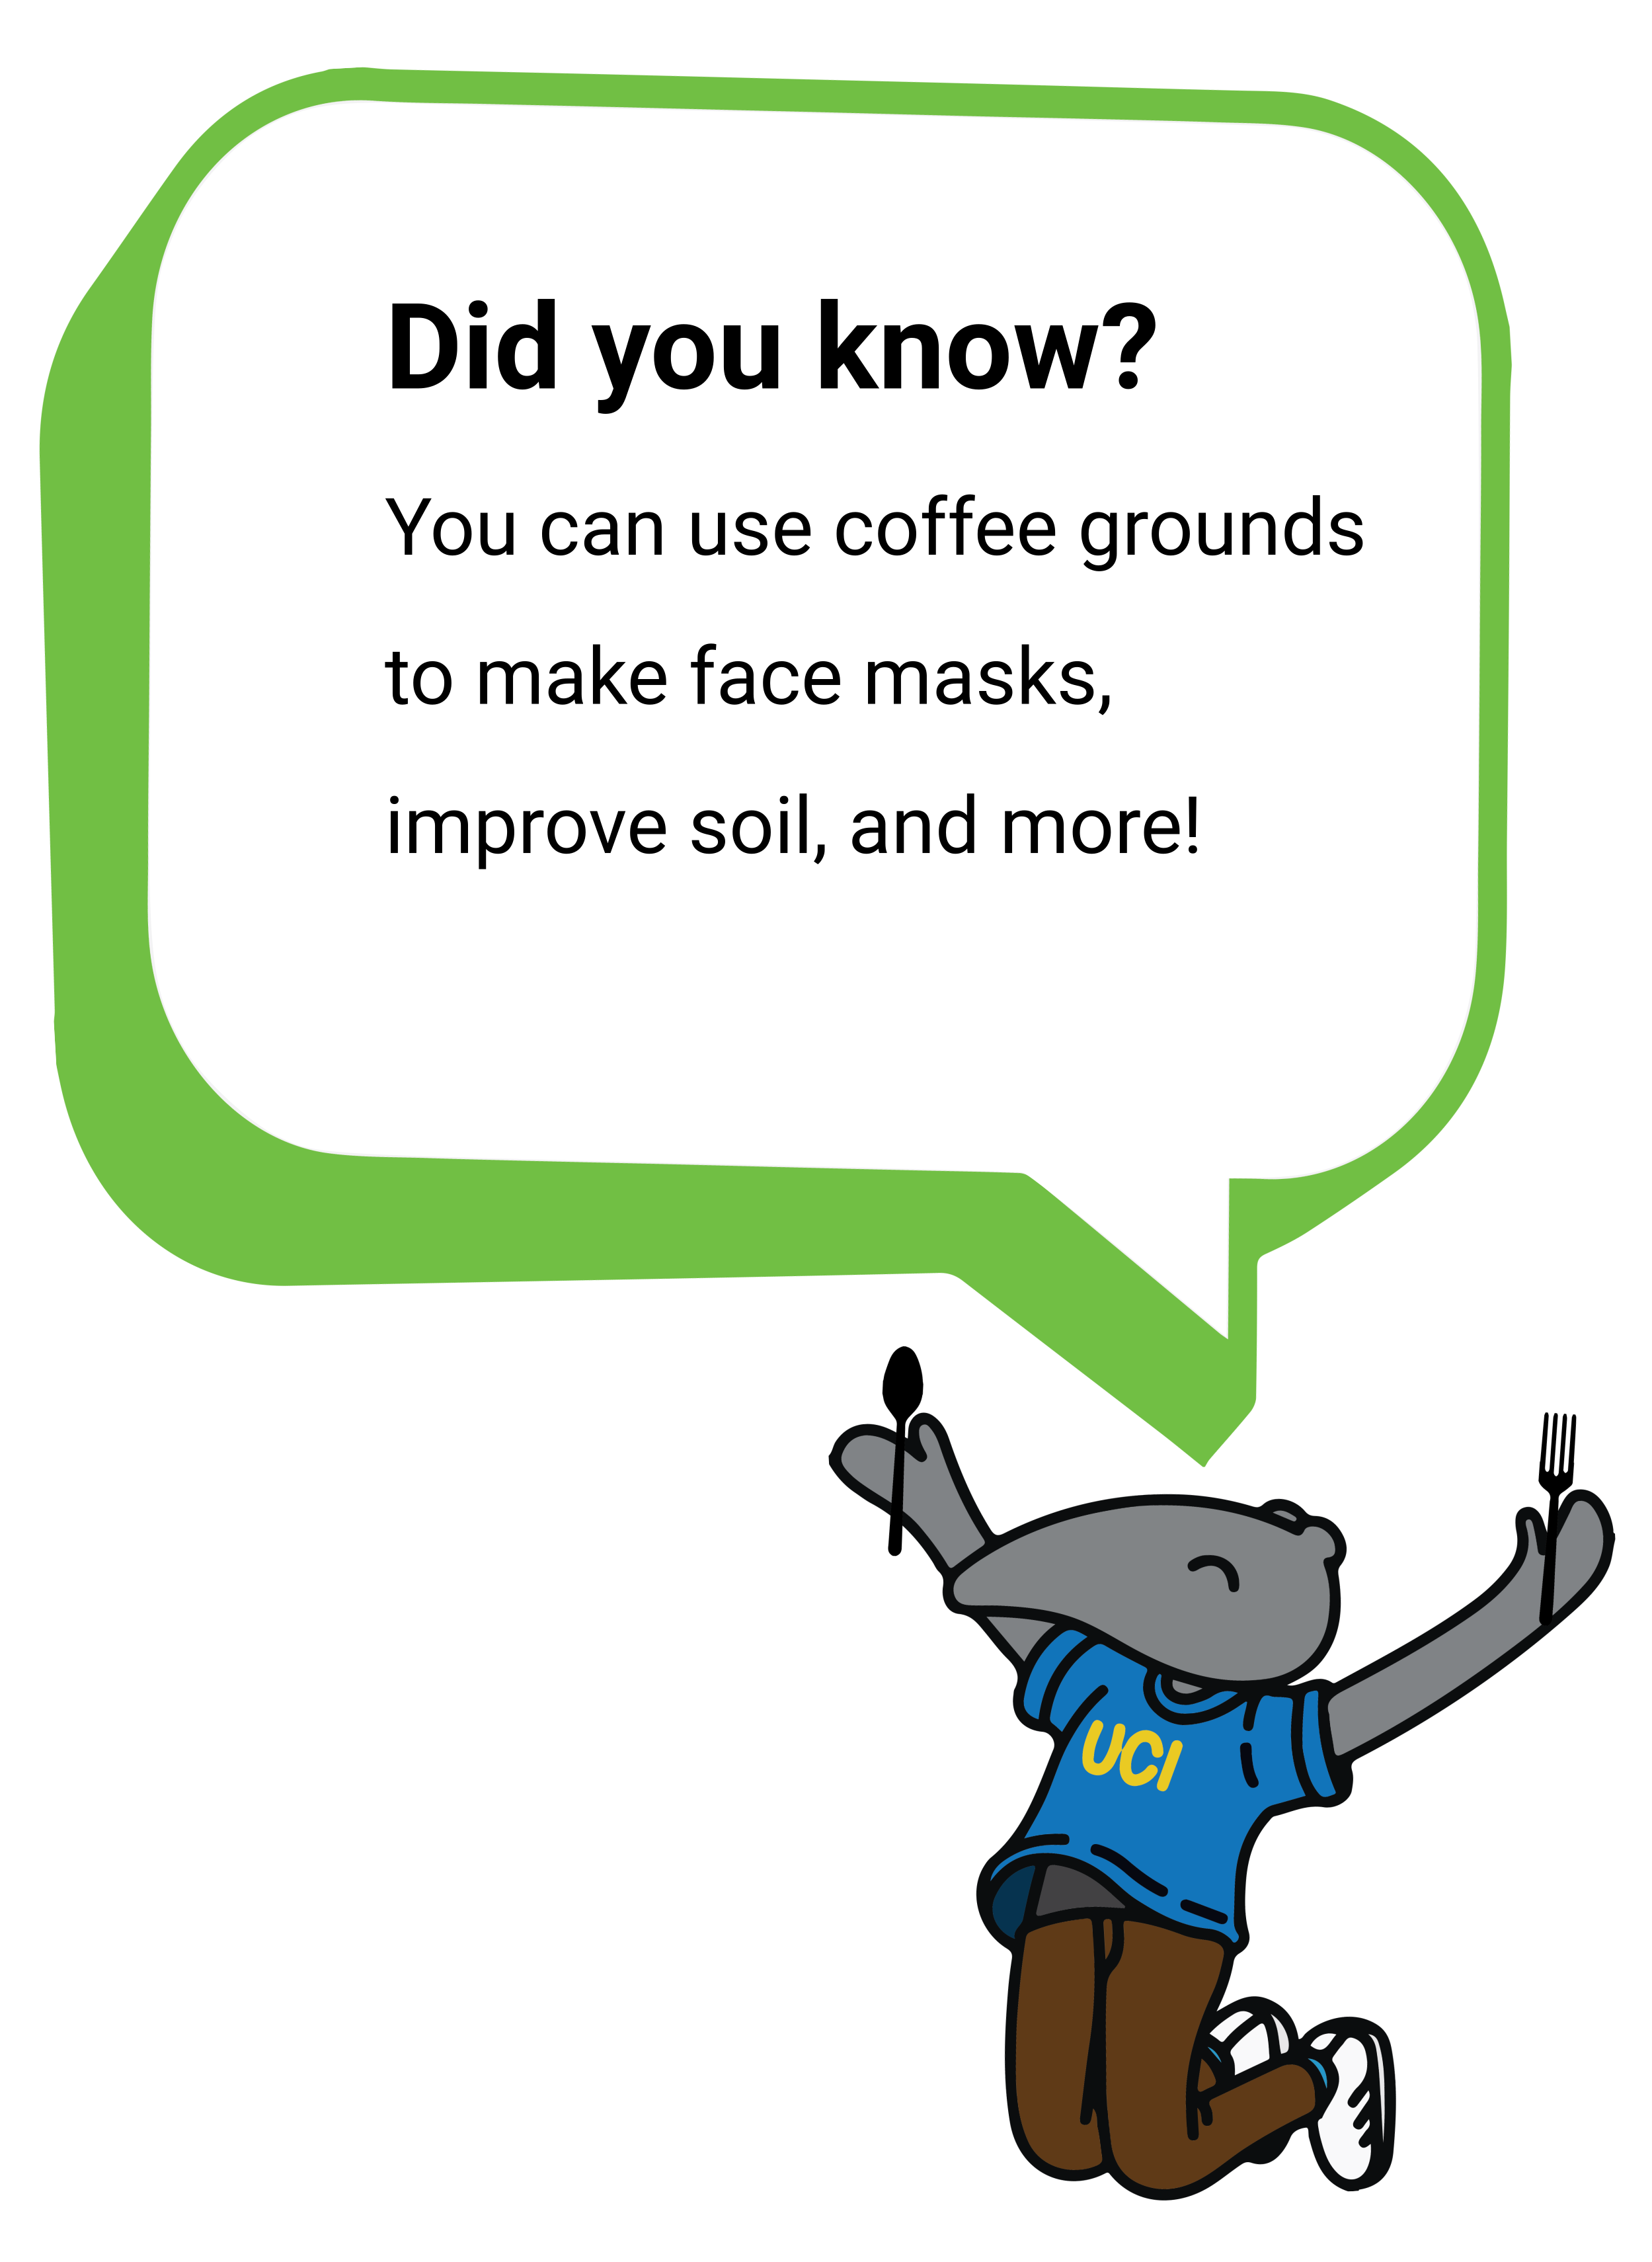 Did you know?
You can use coffee grounds
to make face masks,
improve soil, and more!
UCI